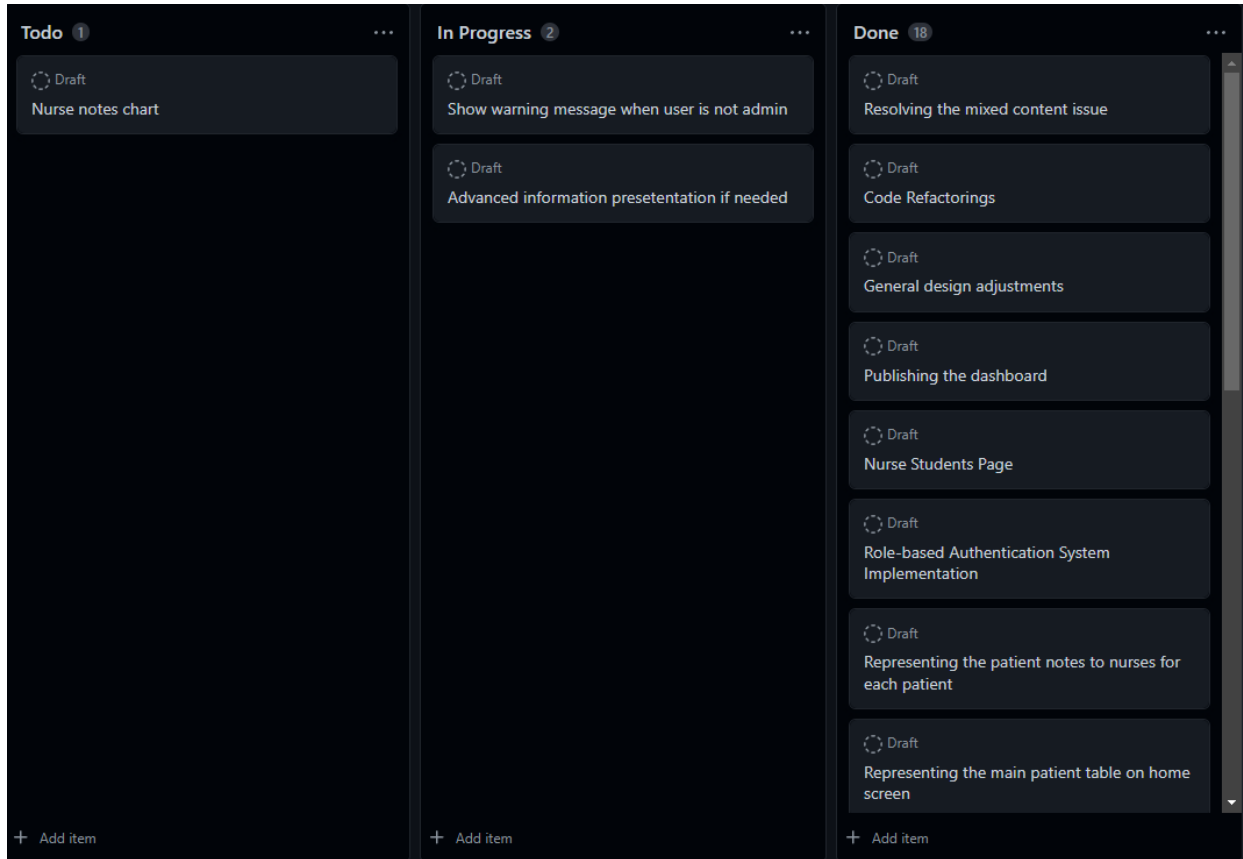 Todo 1 ...
Draft
Nurse notes chart
+ Add item
In Progress 2 ...
Draft
Show warning message when user is not admin
Draft
Advanced information presetentation if needed
+ Add item
Done 18 ...
Draft
Resolving the mixed content issue
Draft
Code Refactorings
Draft
General design adjustments
Draft
Publishing the dashboard
Draft
Nurse Students Page
Draft
Role-based Authentication System
Implementation
Draft
Representing the patient notes to nurses for
each patient
Draft
Representing the main patient table on home
screen
+ Add item